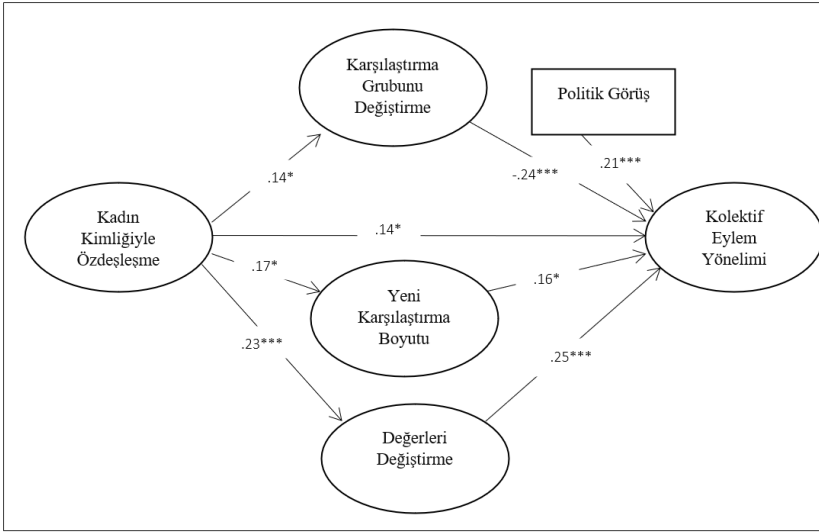 Karşılaştırma
Grubunu
Değiştirme
Politik Görüş
.14*
-.24***
.21***
Kadın
Kimliğiyle
Özdeşleşme
.14*
Kolektif
Eylem
Yönelimi
.17*
Yeni
Karşılaştırma
Boyutu
.16*
.23***
.25***
Değerleri
Değiştirme